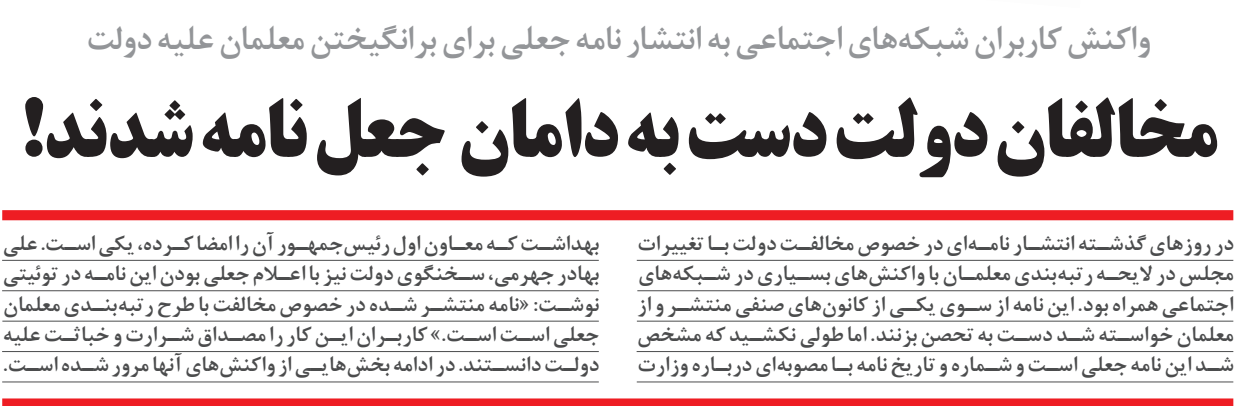 واکنش کاربران شبکه‌های اجتماعی به انتشار نامه جعلی برای برانگیختن معلمان علیه دولت
مخالفان دولت دست به دامان جعل نامه شدند!
در روزهای گذشته انتشار نامه‌ای در خصوص مخالفت دولت با تغییرات
مجلس در لایحه رتبه‌بندی معلمان با واکنش‌های بسیاری در شبکه‌های
اجتماعی همراه بود. این نامه از سوی یکی از کانون‌های صنفی منتشر و از
معلمان خواسته شد دست به تحصن بزنند. اما طولی نکشید که مشخص
شد این نامه جعلی است و شماره و تاریخ نامه با مصوبه‌ای درباره وزارت
بهداشت که معاون اول رئیس‌جمهور آن را امضا کرده، یکی است. علی
بهادر جهرمی، سخنگوی دولت نیز با اعلام جعلی بودن این نامه در توئیتی
نوشت: «نامه منتشر شده در خصوص مخالفت با طرح رتبه‌بندی معلمان
جعلی است است.» کاربران این کار را مصداق شرارت و خباثت علیه
دولت دانستند. در ادامه بخش‌هایی از واکنش‌های آنها مرور شده است.